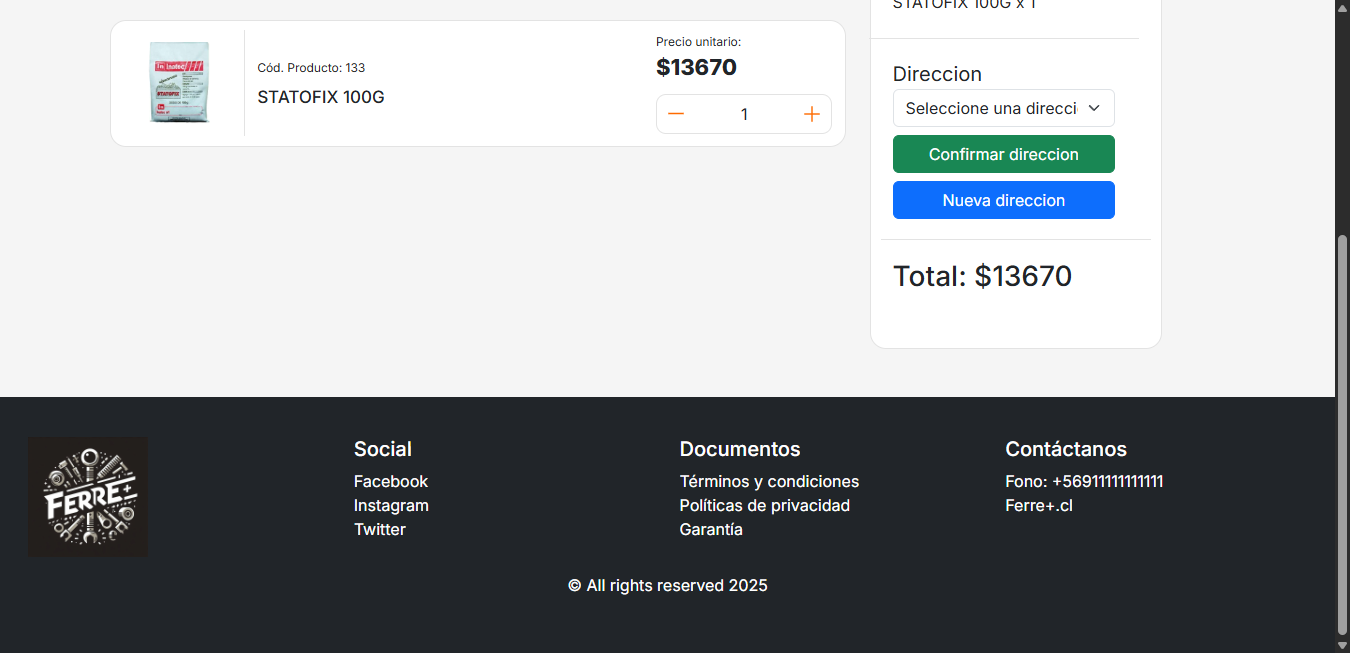 STATOFIX 100G x 1
Precio unitario:
$13670
Cód. Producto: 133
STATOFIX 100G
1
Direccion
Seleccione una direcci
Confirmar direccion
Nueva direccion
Total: $13670
FERRE+
Social
Facebook
Instagram
Twitter
Documentos
Términos y condiciones
Políticas de privacidad
Garantía
Contáctanos
Fono: +56911111111111
Ferre+.cl
© All rights reserved 2025